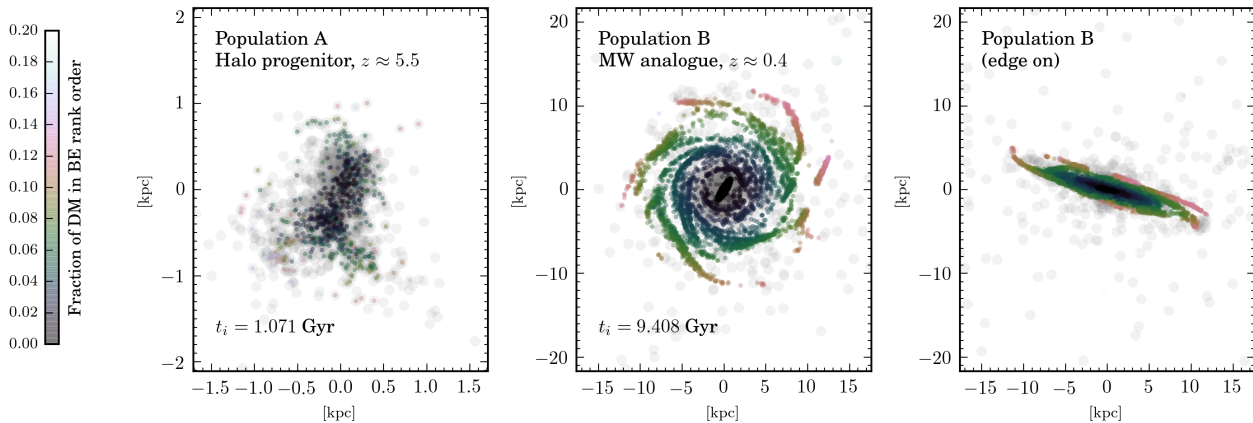 0.20
0.18
0.16
0.14
0.12
0.10
0.08
0.06
0.04
0.02
0.00
Fraction of DM in BE rank order
Population A
Halo progenitor, z ≈ 5.5
t_i = 1.071 Gyr
2
1
0
−1
−2
[kpc]
−1.5 −1.0 −0.5 0.0 0.5 1.0 1.5
[kpc]
Population B
MW analogue, z ≈ 0.4
t_i = 9.408 Gyr
20
10
0
−10
−20
[kpc]
−15 −10 −5 0 5 10 15
[kpc]
Population B
(edge on)
20
10
0
−10
−20
[kpc]
−15 −10 −5 0 5 10 15
[kpc]